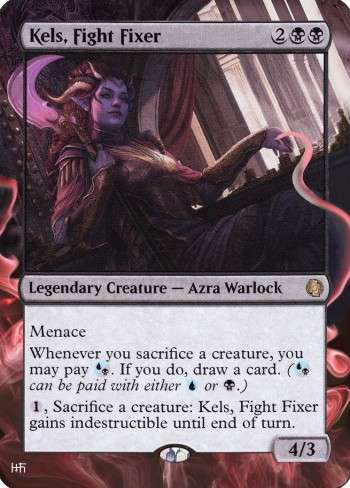 Kels, Fight Fixer 2
Legendary Creature — Azra Warlock
Menace
Whenever you sacrifice a creature, you
may pay . If you do, draw a card. (
can be paid with either or .)
1 , Sacrifice a creature: Kels, Fight Fixer
gains indestructible until end of turn.
4/3